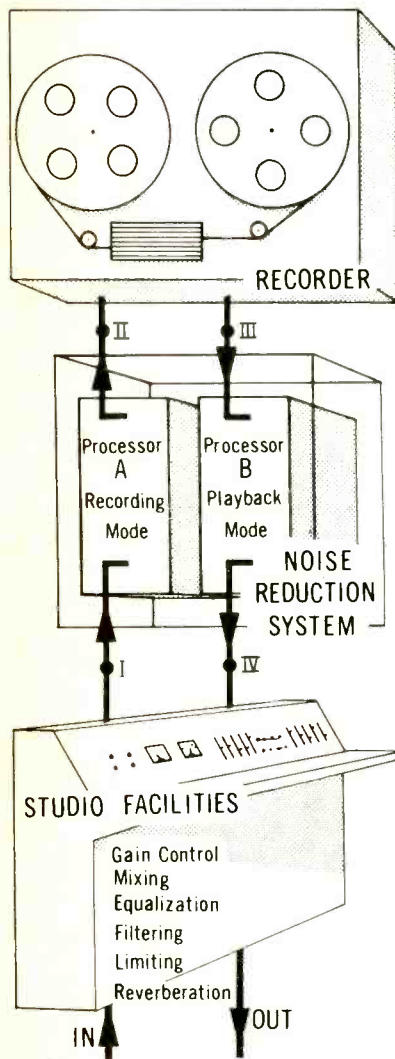 RECORDER
II
III
Processor
A
Recording
Mode
Processor
B
Playback
Mode
NOISE
REDUCTION
SYSTEM
I
IV
STUDIO FACILITIES
Gain Control
Mixing
Equalization
Filtering
Limiting
Reverberation
IN
OUT